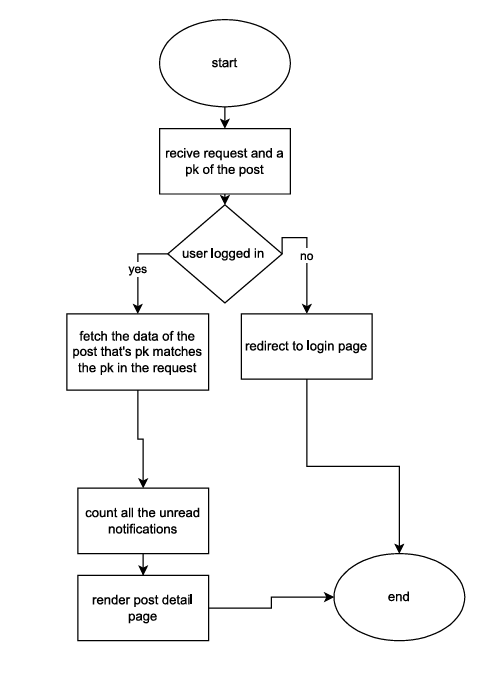 start
recive request and a
pk of the post
user logged in
yes
no
fetch the data of the
post that's pk matches
the pk in the request
redirect to login page
count all the unread
notifications
render post detail
page
end